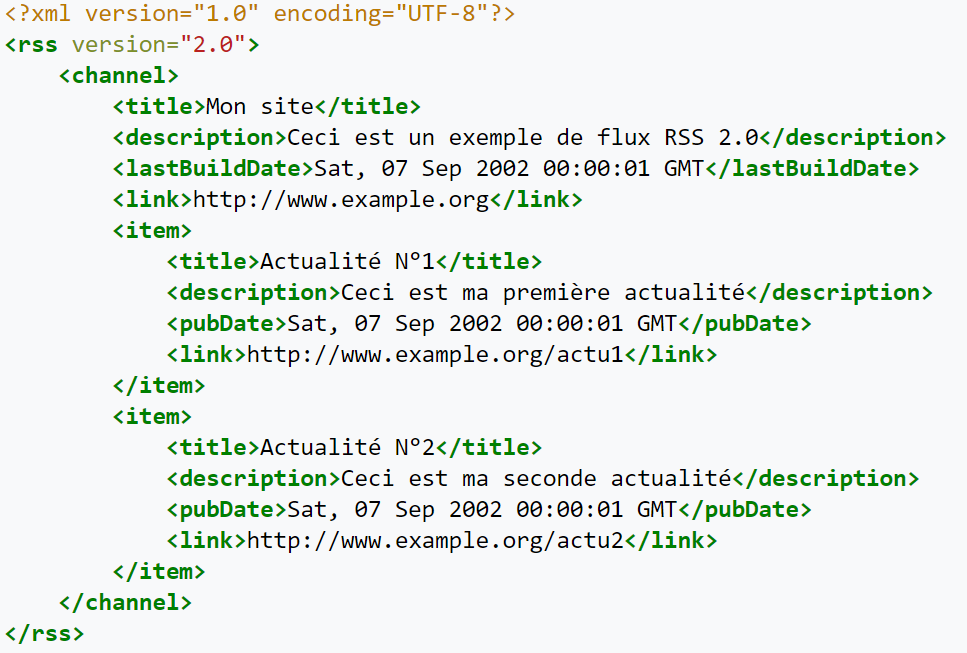 <?xml version="1.0" encoding="UTF-8"?>
<rss version="2.0">
    <channel>
        <title>Mon site</title>
        <description>Ceci est un exemple de flux RSS 2.0</description>
        <lastBuildDate>Sat, 07 Sep 2002 00:00:01 GMT</lastBuildDate>
        <link>http://www.example.org</link>
        <item>
            <title>Actualité N°1</title>
            <description>Ceci est ma première actualité</description>
            <pubDate>Sat, 07 Sep 2002 00:00:01 GMT</pubDate>
            <link>http://www.example.org/actu1</link>
        </item>
        <item>
            <title>Actualité N°2</title>
            <description>Ceci est ma seconde actualité</description>
            <pubDate>Sat, 07 Sep 2002 00:00:01 GMT</pubDate>
            <link>http://www.example.org/actu2</link>
        </item>
    </channel>
</rss>